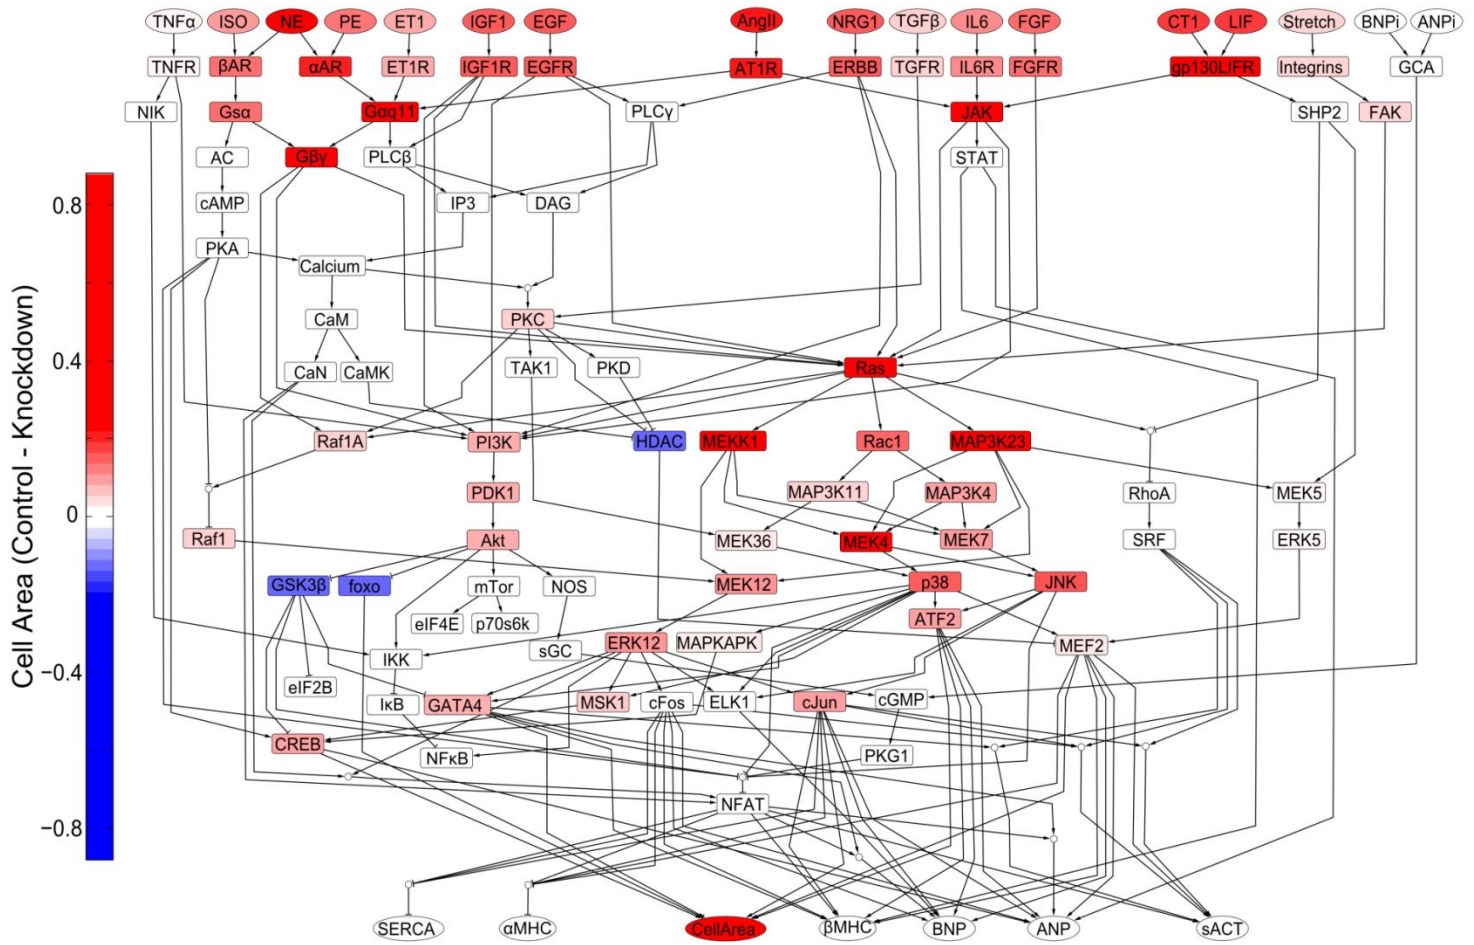 TNFα ISO NE PE ET1 IGF1 EGF AngII NRG1 TGFβ IL6 FGF CT1 LIF Stretch BNPi ANPi
TNFR βAR αAR ET1R IGF1R EGFR AT1R ERBB TGFR IL6R FGFR gp130LIFR Integrins GCA
NIK Gsα Gαq11 PLCγ JAK SHP2 FAK
AC Gβγ PLCβ STAT
cAMP IP3 DAG
0.8
PKA Calcium
CaM PKC
0.4
CaN CaMK TAK1 PKD Ras
Raf1A PI3K HDAC MEKK1 Rac1 MAP3K23
PDK1 MAP3K11 MAP3K4 RhoA MEK5
0
Raf1 Akt MEK36 MEK4 MEK7 SRF ERK5
GSK3β foxo mTor NOS MEK12 p38 JNK
eIF4E p70s6k ATF2
IKK sGC ERK12 MAPKAPK MEF2
−0.4
eIF2B IκB GATA4 MSK1 cFos ELK1 cJun cGMP
CREB NFκB PKG1
NFAT
−0.8
SERCA αMHC CellArea βMHC BNP ANP sACT
Cell Area (Control - Knockdown)